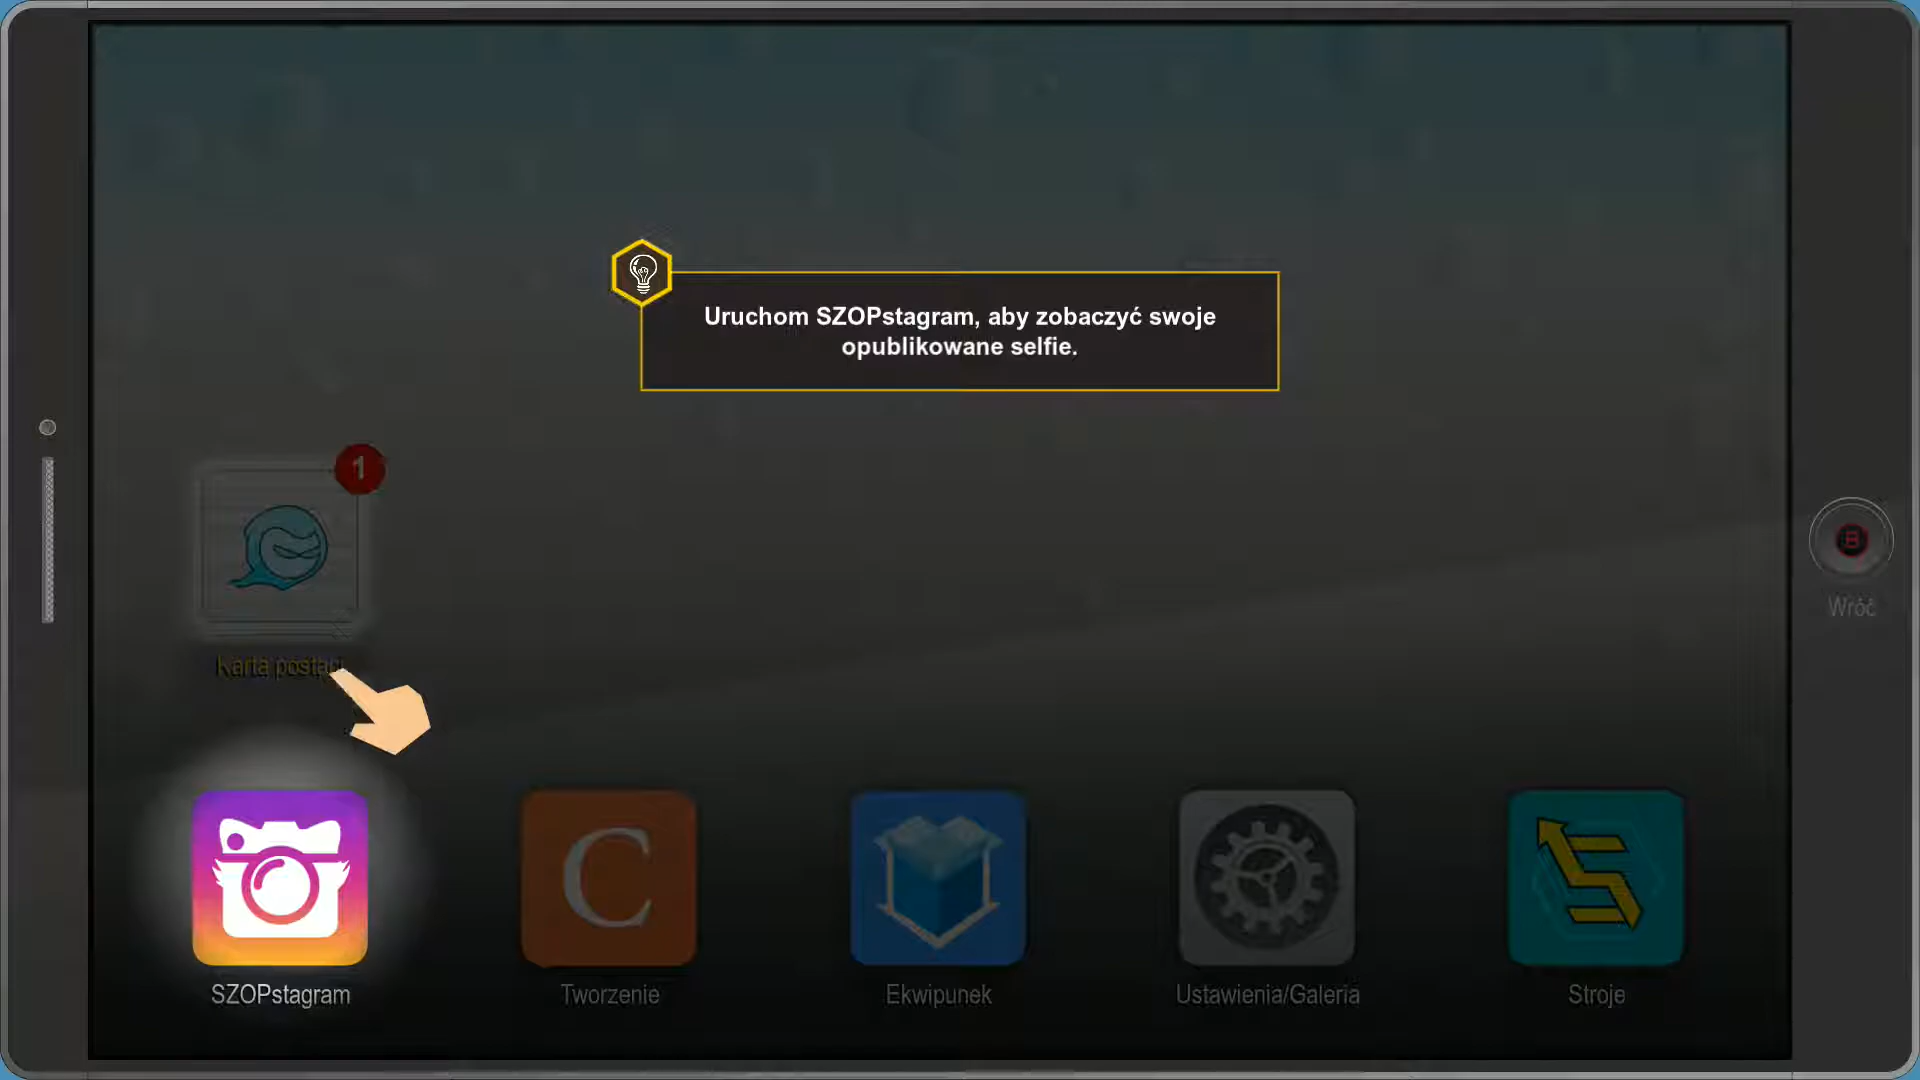 Uruchom SZOPstagram, aby zobaczyć swoje
opublikowane selfie.
1
Karta postaci
B
Wróć
C
SZOPstagram
Tworzenie
Ekwipunek
Ustawienia/Galeria
Stroje